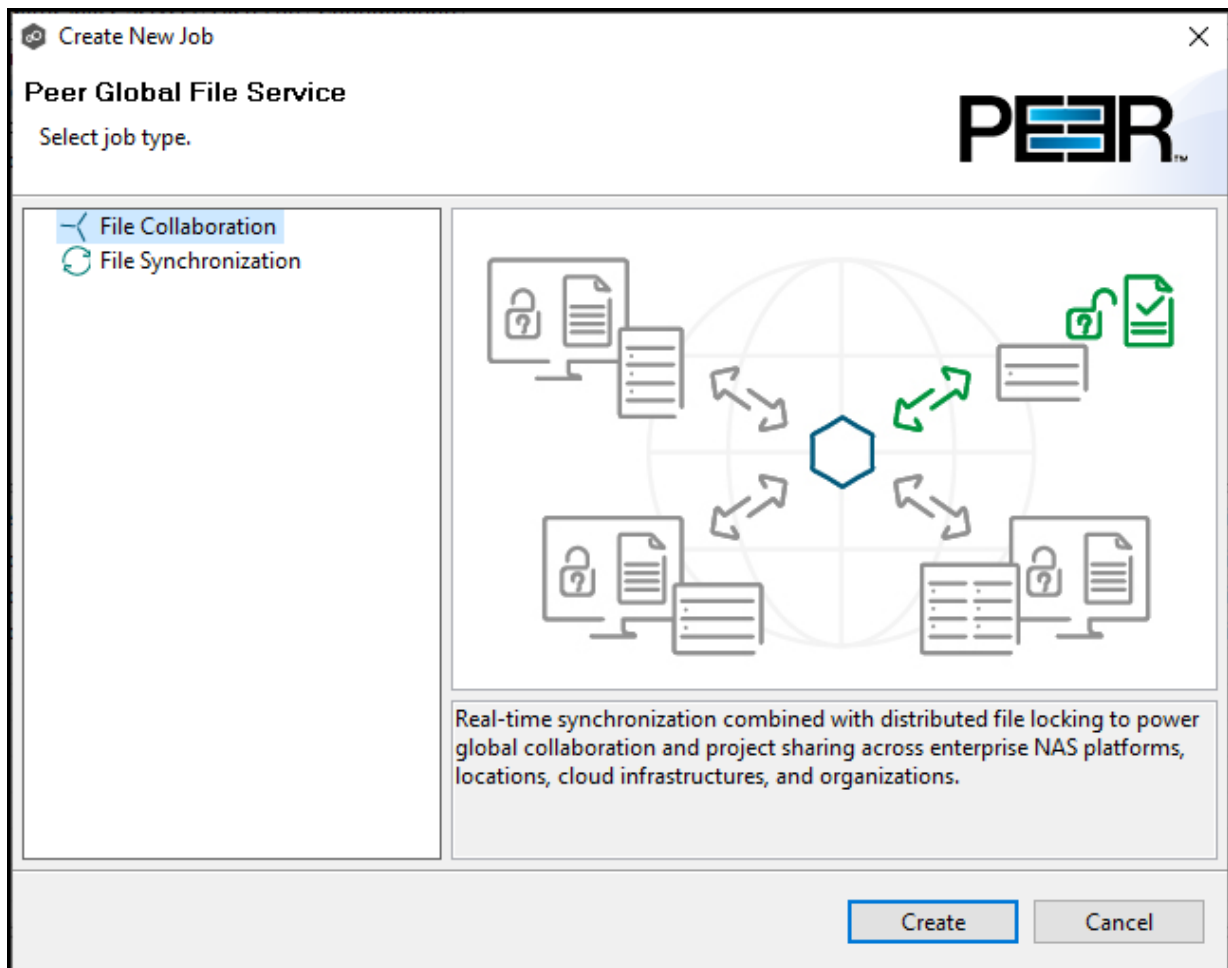 Create New Job
Peer Global File Service
Select job type.
PEER™
File Collaboration
File Synchronization
Real-time synchronization combined with distributed file locking to power
global collaboration and project sharing across enterprise NAS platforms,
locations, cloud infrastructures, and organizations.
Create
Cancel